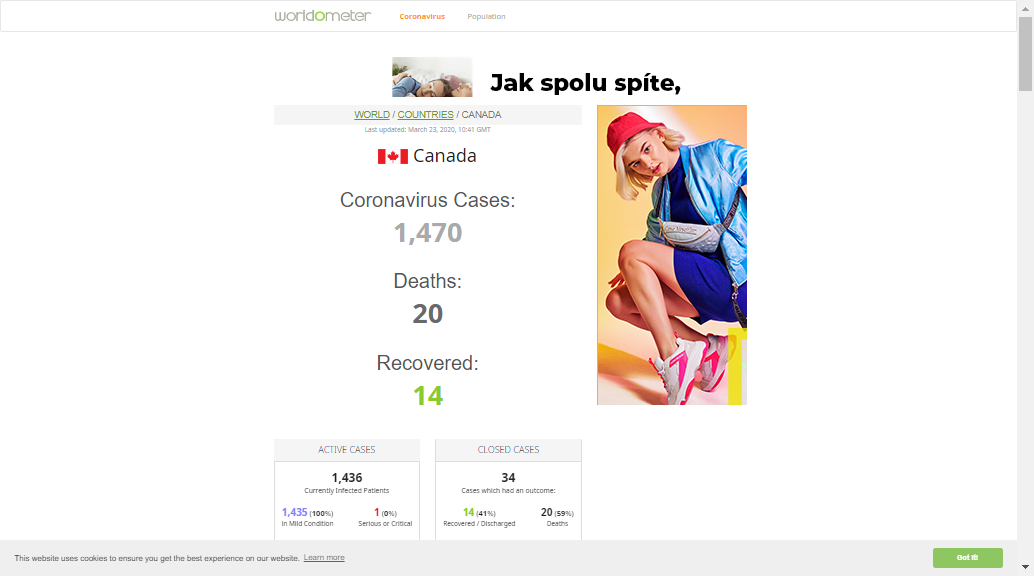 worldometer
Coronavirus Population
Jak spolu spíte,
WORLD / COUNTRIES / CANADA
Last updated: March 23, 2020, 10:41 GMT
Canada
Coronavirus Cases:
1,470
Deaths:
20
Recovered:
14
ACTIVE CASES
1,436
Currently Infected Patients
1,435 (100%)
in Mild Condition
1 (0%)
Serious or Critical
CLOSED CASES
34
Cases which had an outcome:
14 (41%)
Recovered / Discharged
20 (59%)
Deaths
This website uses cookies to ensure you get the best experience on our website. Learn more
Got it!